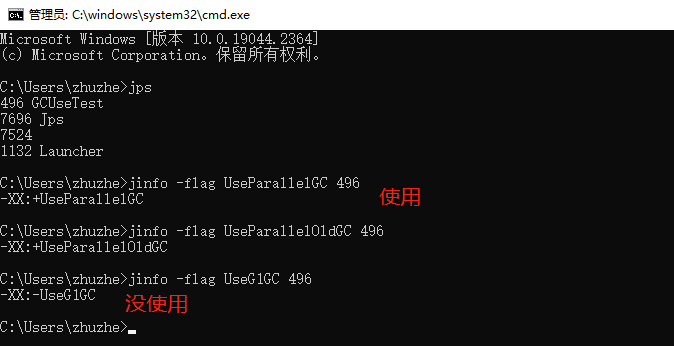 管理员: C:\windows\system32\cmd.exe
Microsoft Windows [版本 10.0.19044.2364]
(c) Microsoft Corporation。保留所有权利。
C:\Users\zhuzhe>jps
496 GCUseTest
7696 Jps
7524
1132 Launcher
C:\Users\zhuzhe>jinfo -flag UseParallelGC 496
-XX:+UseParallelGC
使用
C:\Users\zhuzhe>jinfo -flag UseParallelOldGC 496
-XX:+UseParallelOldGC
C:\Users\zhuzhe>jinfo -flag UseG1GC 496
-XX:-UseG1GC
没使用
C:\Users\zhuzhe>